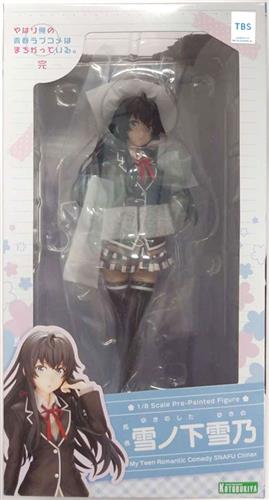 やはり俺の
青春ラブコメは
まちがっている。
完
TBS
1/8 Scale Pre-Painted Figure
ゆきのした ゆきの
雪ノ下雪乃
My Teen Romantic Comedy SNAFU Climax
KOTOBUKIYA